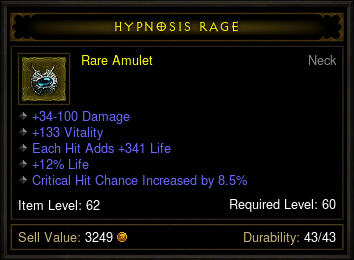 HYPNOSIS RAGE
Rare Amulet Neck
+34-100 Damage
+133 Vitality
Each Hit Adds +341 Life
+12% Life
Critical Hit Chance Increased by 8.5%
Item Level: 62 Required Level: 60
Sell Value: 3249 Durability: 43/43